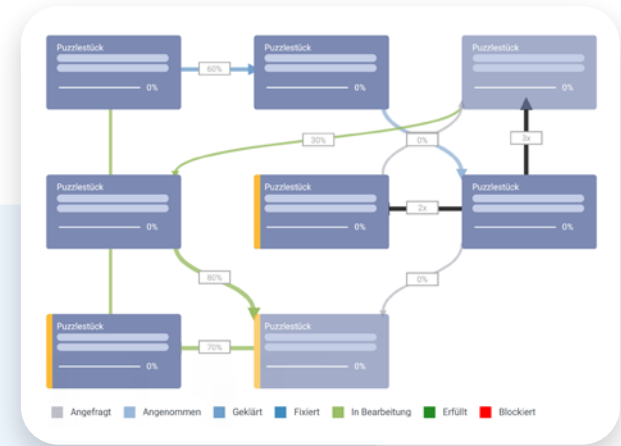 Puzzlestück
0%
60%
Puzzlestück
0%
Puzzlestück
0%
30%
0%
3x
Puzzlestück
0%
Puzzlestück
0%
2x
Puzzlestück
0%
80%
0%
Puzzlestück
0%
70%
Puzzlestück
0%
Angefragt
Angenommen
Geklärt
Fixiert
In Bearbeitung
Erfüllt
Blockiert